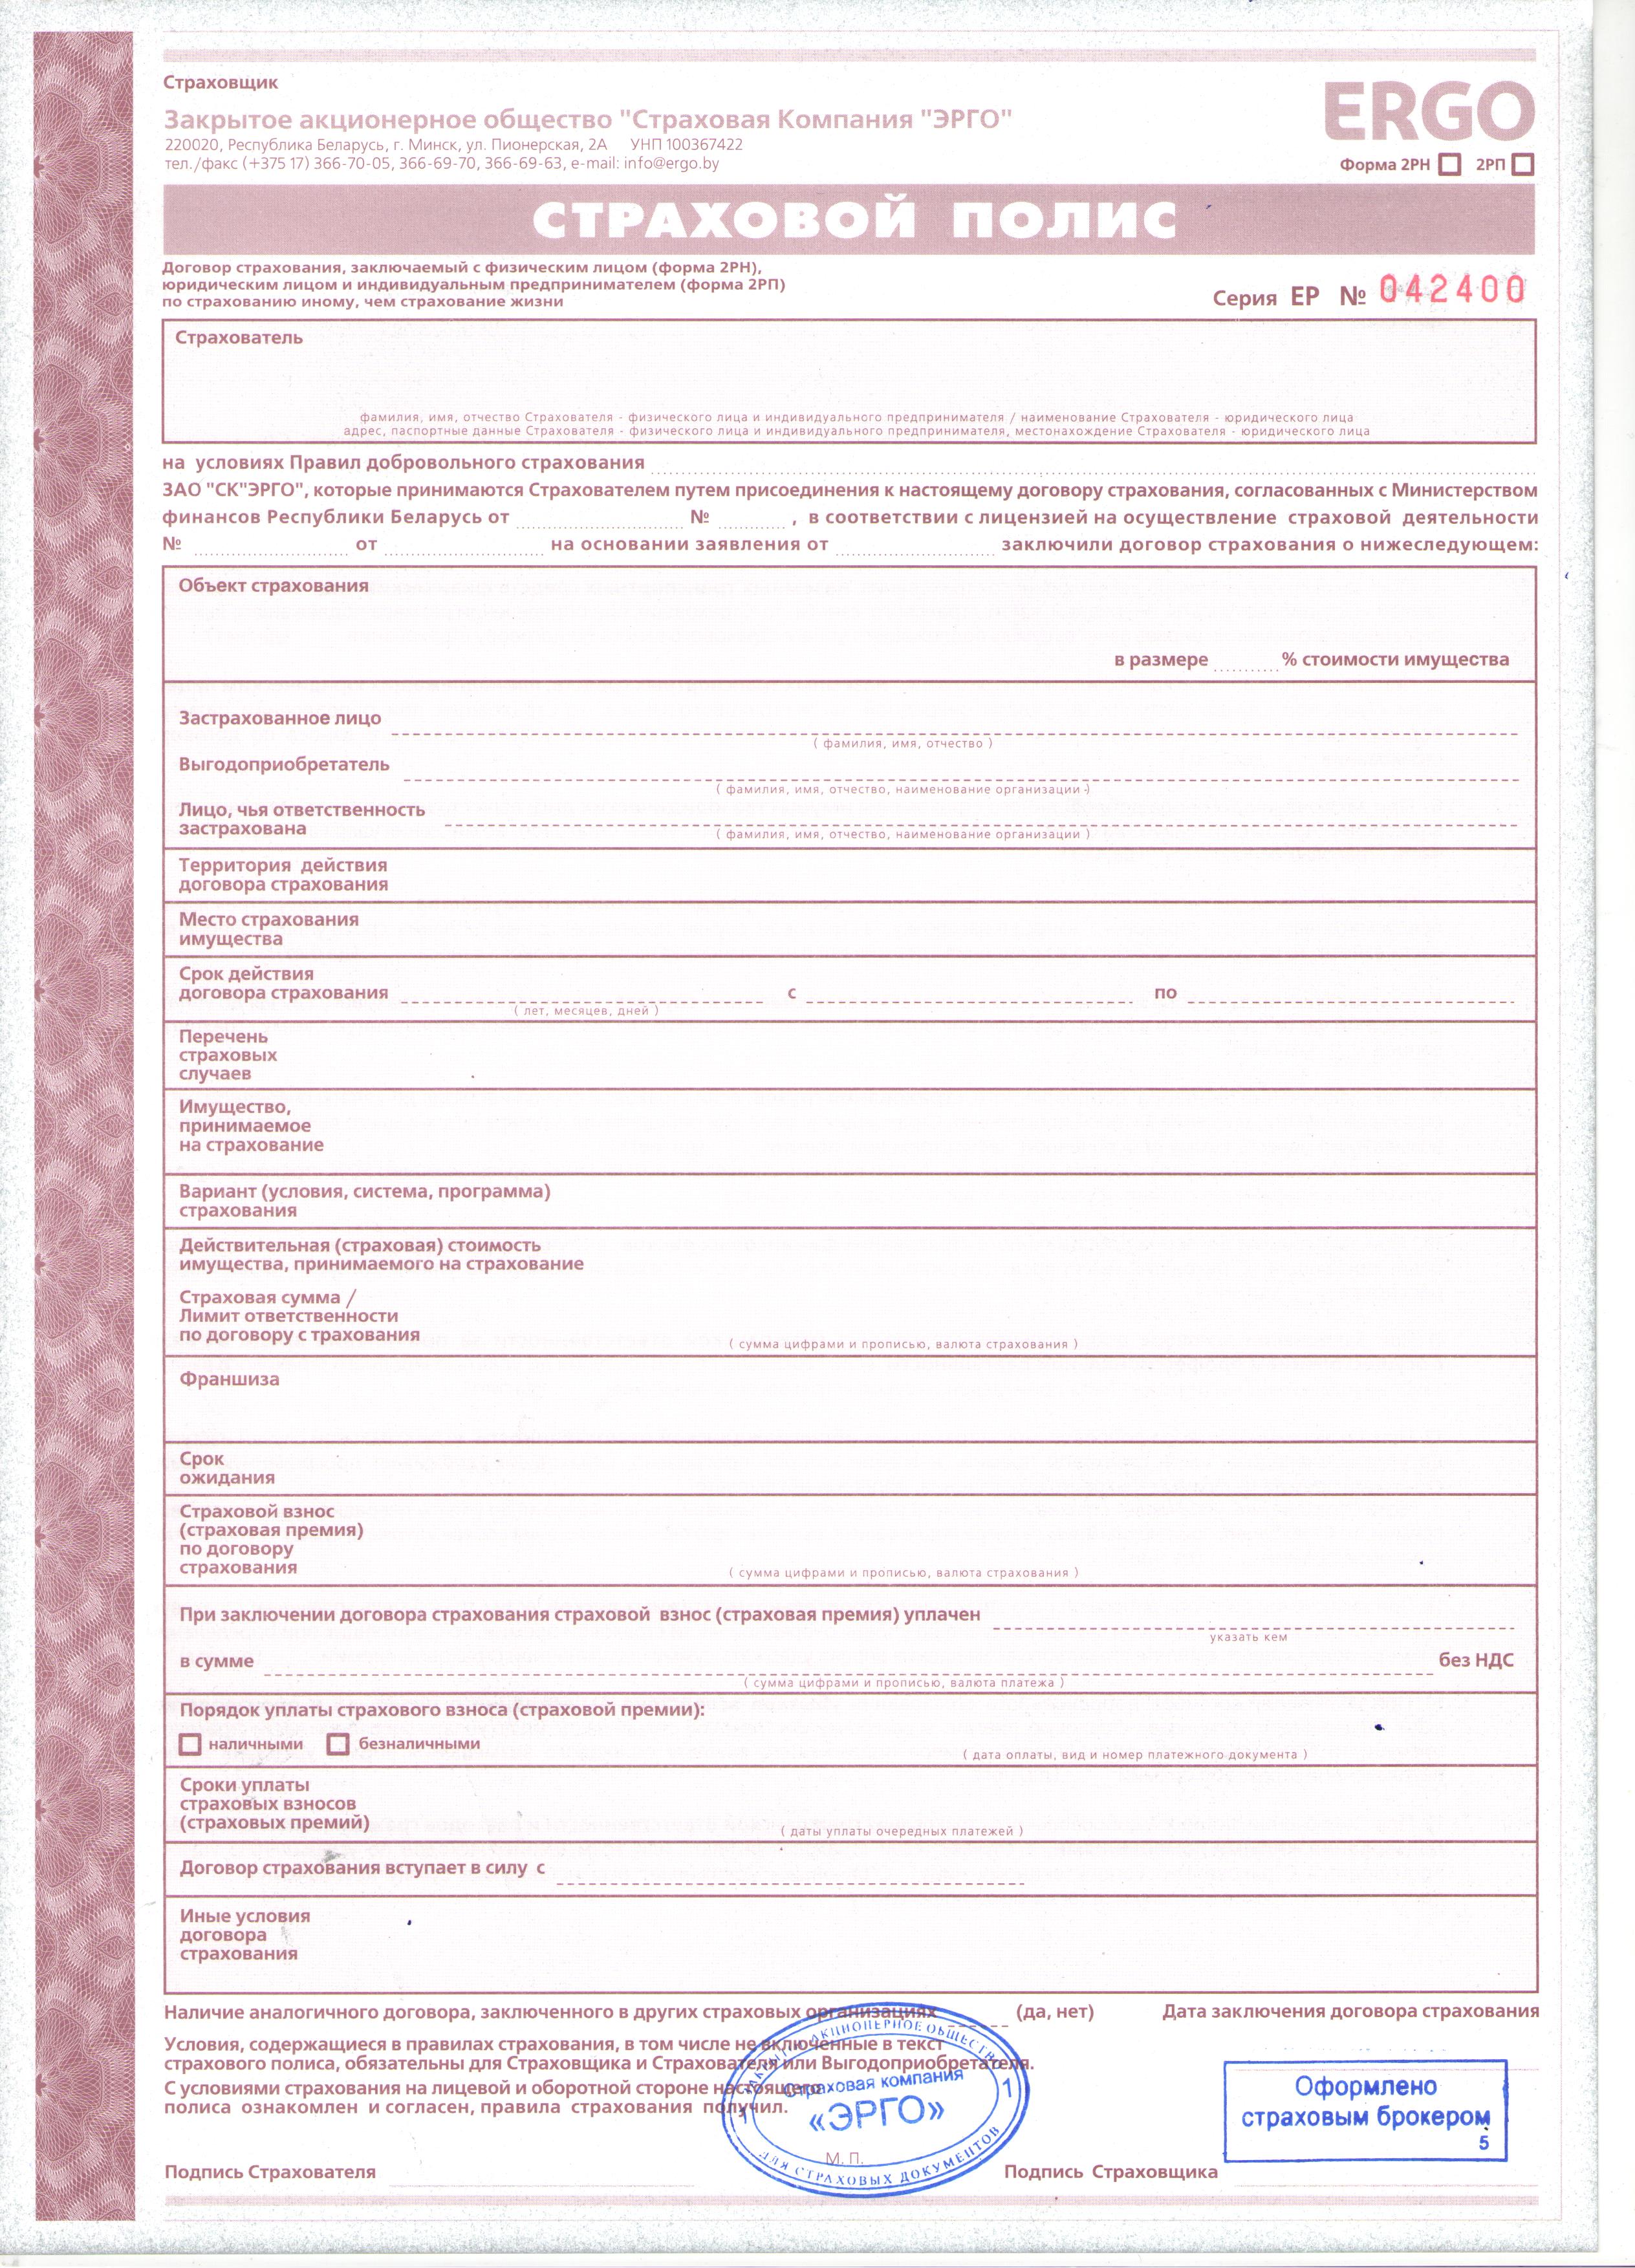 Страховщик
Закрытое акционерное общество "Страховая Компания "ЭРГО"
220020, Республика Беларусь, г. Минск, ул. Пионерская, 2А УНП 100367422
тел./факс (+375 17) 366-70-05, 366-69-70, 366-69-63, e-mail: info@ergo.by
ERGO
Форма 2РН 2РП
СТРАХОВОЙ ПОЛИС
Договор страхования, заключаемый с физическим лицом (форма 2РН),
юридическим лицом и индивидуальным предпринимателем (форма 2РП)
по страхованию иному, чем страхование жизни
Серия ЕР № 042400
Страхователь
фамилия, имя, отчество Страхователя - физического лица и индивидуального предпринимателя / наименование Страхователя - юридического лица
адрес, паспортные данные Страхователя - физического лица и индивидуального предпринимателя, местонахождение Страхователя - юридического лица
на условиях Правил добровольного страхования
ЗАО "СК"ЭРГО", которые принимаются Страхователем путем присоединения к настоящему договору страхования, согласованных с Министерством
финансов Республики Беларусь от № , в соответствии с лицензией на осуществление страховой деятельности
№ от на основании заявления от заключили договор страхования о нижеследующем:
Объект страхования
в размере % стоимости имущества
Застрахованное лицо
( фамилия, имя, отчество )
Выгодоприобретатель
( фамилия, имя, отчество, наименование организации )
Лицо, чья ответственность
застрахована
( фамилия, имя, отчество, наименование организации )
Территория действия
договора страхования
Место страхования
имущества
Срок действия
договора страхования с по
( лет, месяцев, дней )
Перечень
страховых
случаев
Имущество,
принимаемое
на страхование
Вариант (условия, система, программа)
страхования
Действительная (страховая) стоимость
имущества, принимаемого на страхование
Страховая сумма /
Лимит ответственности
по договору с трахования
( сумма цифрами и прописью, валюта страхования )
Франшиза
Срок
ожидания
Страховой взнос
(страховая премия)
по договору
страхования
( сумма цифрами и прописью, валюта страхования )
При заключении договора страхования страховой взнос (страховая премия) уплачен
указать кем
в сумме без НДС
( сумма цифрами и прописью, валюта платежа )
Порядок уплаты страхового взноса (страховой премии):
наличными безналичными
( дата оплаты, вид и номер платежного документа )
Сроки уплаты
страховых взносов
(страховых премий)
( даты уплаты очередных платежей )
Договор страхования вступает в силу с
Иные условия
договора
страхования
Наличие аналогичного договора, заключенного в других страховых организациях (да, нет) Дата заключения договора страхования
Условия, содержащиеся в правилах страхования, в том числе не включенные в текст
страхового полиса, обязательны для Страховщика и Страхователя или Выгодоприобретателя.
С условиями страхования на лицевой и оборотной стороне настоящего
полиса ознакомлен и согласен, правила страхования получил.
АКЦИОНЕРНОЕ ОБЩЕСТВО
Страховая компания
«ЭРГО»
1
ДЛЯ СТРАХОВЫХ ДОКУМЕНТОВ
М. П.
Оформлено
страховым брокером
5
Подпись Страхователя
Подпись Страховщика